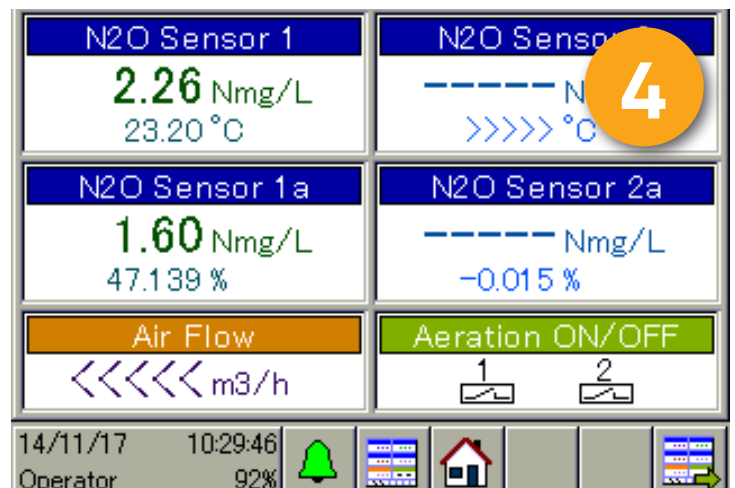 N2O Sensor 1
2.26 Nmg/L
23.20 °C
N2O Sensor
----- N
>>>>> °C
4
N2O Sensor 1a
1.60 Nmg/L
47.139 %
N2O Sensor 2a
----- Nmg/L
-0.015 %
Air Flow
<<<<< m3/h
Aeration ON/OFF
1 2
14/11/17 10:29:46
Operator 92%